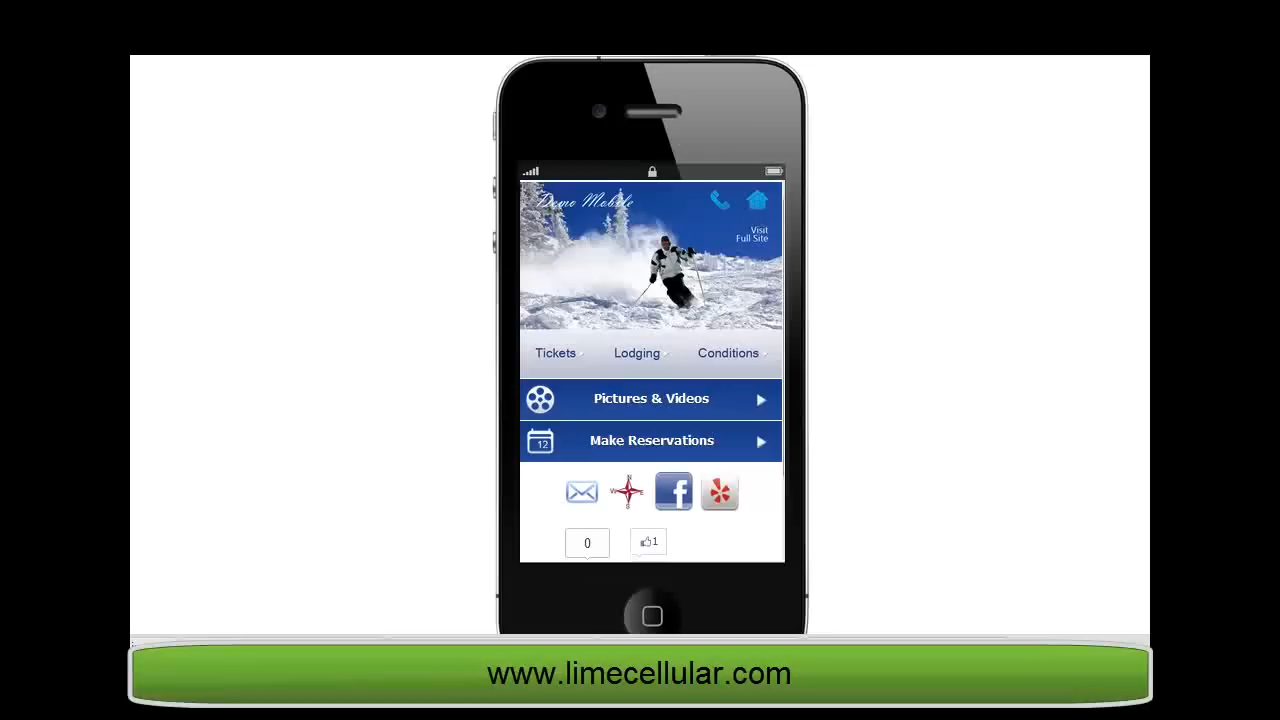 Demo Mobile
Visit
Full Site
Tickets
Lodging
Conditions
Pictures & Videos
12
Make Reservations
N
W
E
S
f
0
1
www.limecellular.com